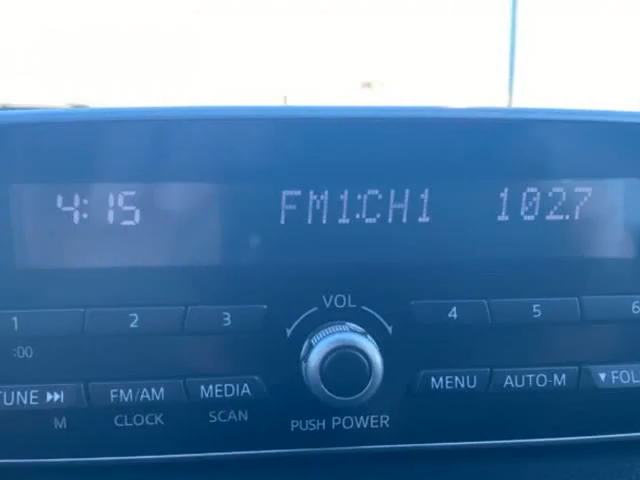 4:15 FM1:CH1 102.7
1 2 3 VOL 4 5 6
:00
TUNE FM/AM MEDIA MENU AUTO-M FOL
M CLOCK SCAN PUSH POWER